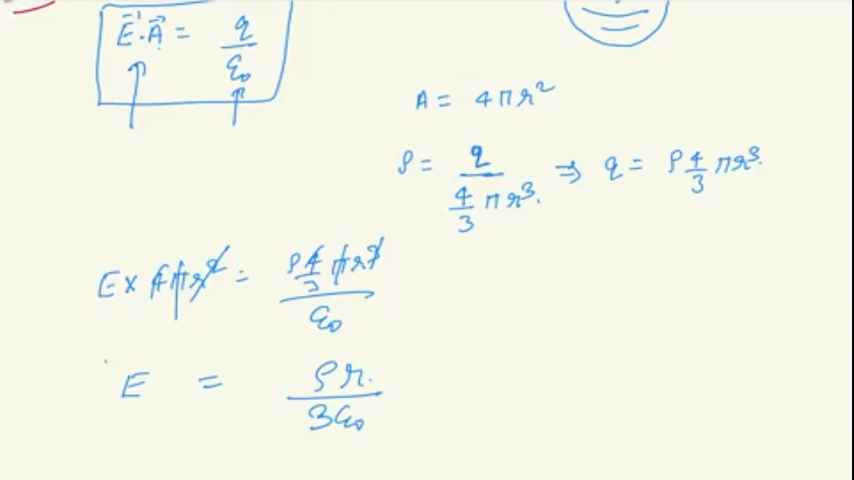 E⃗·A⃗ = q/ε₀
A = 4πr²
ρ = q / (4/3 πr³) ⇒ q = ρ 4/3 πr³.
E × 4πr² = ρ 4/3 πr³ / ε₀
E = ρr. / 3ε₀